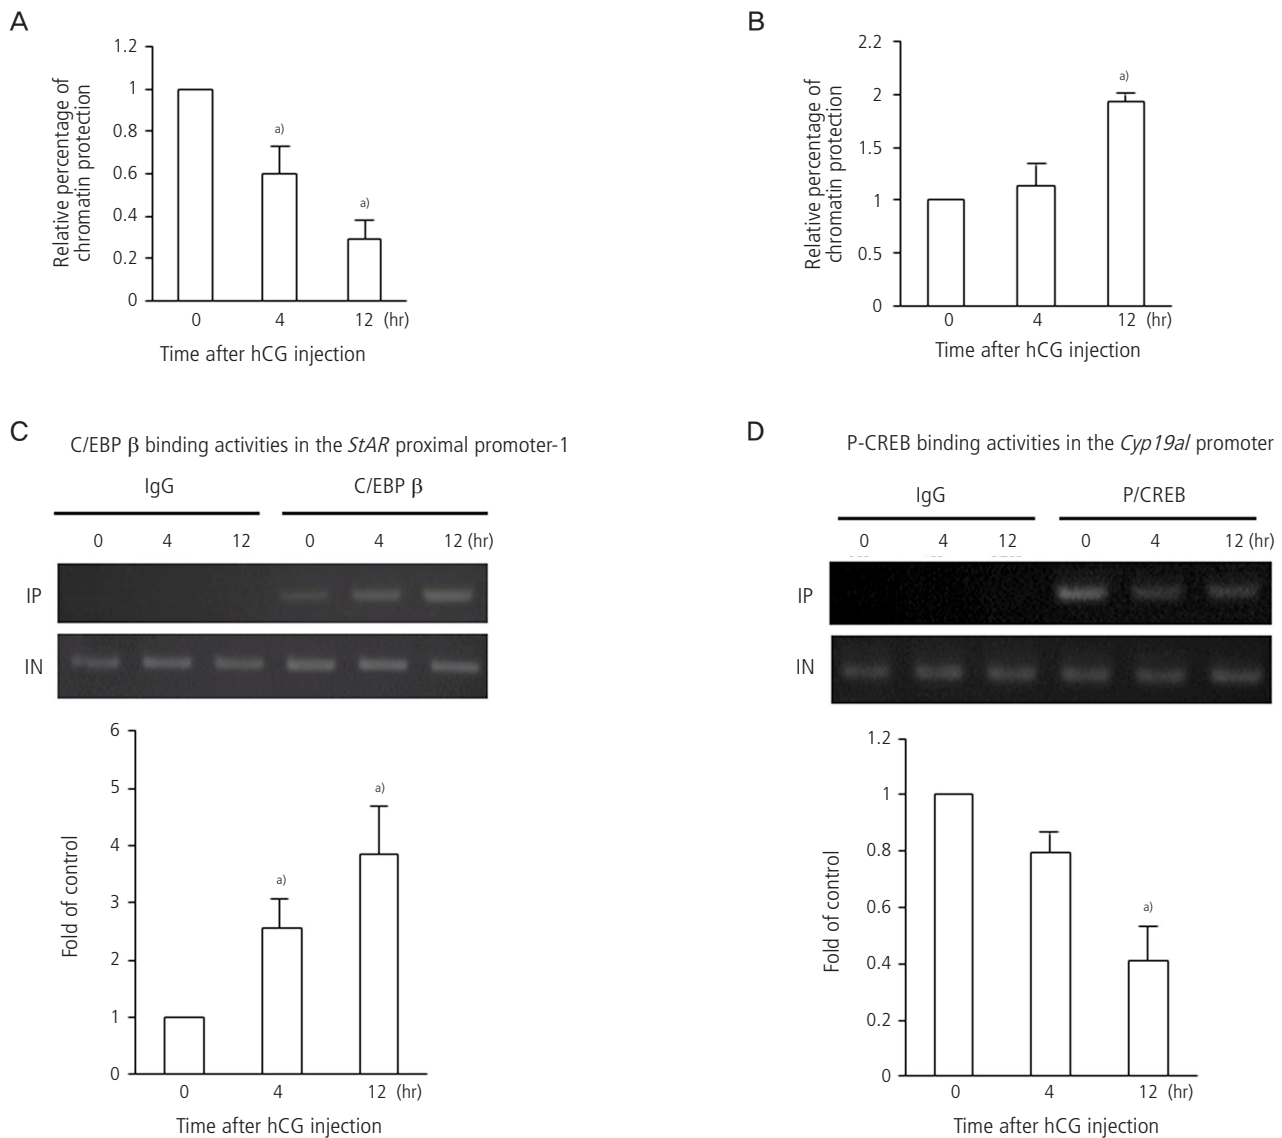 A
Relative percentage of
chromatin protection
1.2
1
0.8
0.6
0.4
0.2
0
a)
a)
0 4 12 (hr)
Time after hCG injection
B
Relative percentage of
chromatin protection
2.2
2
1.5
1
0.5
0
a)
0 4 12 (hr)
Time after hCG injection
C
C/EBP β binding activities in the StAR proximal promoter-1
IgG C/EBP β
0 4 12 0 4 12 (hr)
IP
IN
Fold of control
6
5
4
3
2
1
0
a)
a)
0 4 12 (hr)
Time after hCG injection
D
P-CREB binding activities in the Cyp19al promoter
IgG P/CREB
0 4 12 0 4 12 (hr)
IP
IN
Fold of control
1.2
1
0.8
0.6
0.4
0.2
0
a)
0 4 12 (hr)
Time after hCG injection